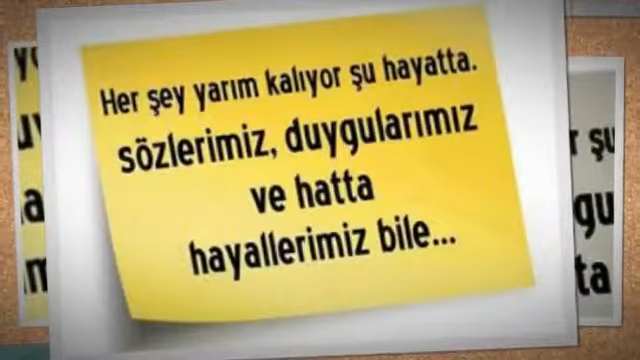 Her şey yarım kalıyor şu hayatta.
sözlerimiz, duygularımız
ve hatta
hayallerimiz bile...